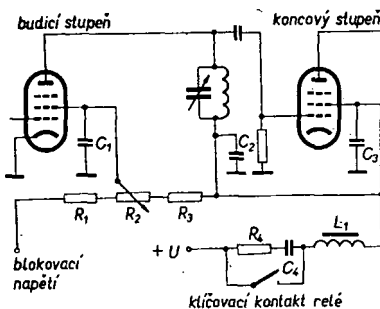 budicí stupeň
koncový stupeň
C1
C2
C3
R1
R2
R3
+ U
R4
L1
C4
blokovací
napětí
klíčovací kontakt relé